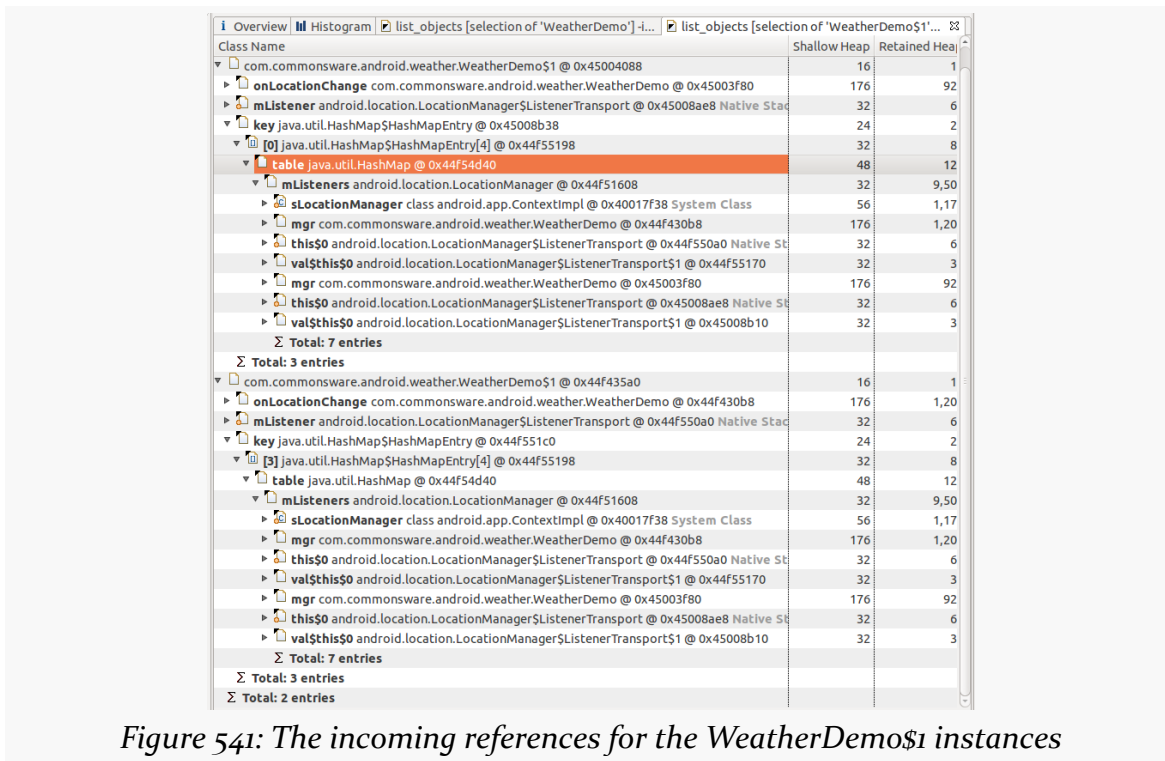 i Overview Histogram list_objects [selection of 'WeatherDemo'] -i... list_objects [selection of 'WeatherDemo$1'...
Class Name Shallow Heap Retained Heap
com.commonsware.android.weather.WeatherDemo$1 @ 0x45004088 16 1
onLocationChange com.commonsware.android.weather.WeatherDemo @ 0x45003f80 176 92
mListener android.location.LocationManager$ListenerTransport @ 0x45008ae8 Native Stac 32 6
key java.util.HashMap$HashMapEntry @ 0x45008b38 24 2
[0] java.util.HashMap$HashMapEntry[4] @ 0x44f55198 32 8
table java.util.HashMap @ 0x44f54d40 48 12
mListeners android.location.LocationManager @ 0x44f51608 32 9,50
sLocationManager class android.app.ContextImpl @ 0x40017f38 System Class 56 1,17
mgr com.commonsware.android.weather.WeatherDemo @ 0x44f430b8 176 1,20
this$0 android.location.LocationManager$ListenerTransport @ 0x44f550a0 Native St 32 6
val$this$0 android.location.LocationManager$ListenerTransport$1 @ 0x44f55170 32 3
mgr com.commonsware.android.weather.WeatherDemo @ 0x45003f80 176 92
this$0 android.location.LocationManager$ListenerTransport @ 0x45008ae8 Native St 32 6
val$this$0 android.location.LocationManager$ListenerTransport$1 @ 0x45008b10 32 3
Σ Total: 7 entries
Σ Total: 3 entries
com.commonsware.android.weather.WeatherDemo$1 @ 0x44f435a0 16 1
onLocationChange com.commonsware.android.weather.WeatherDemo @ 0x44f430b8 176 1,20
mListener android.location.LocationManager$ListenerTransport @ 0x44f550a0 Native Stac 32 6
key java.util.HashMap$HashMapEntry @ 0x44f551c0 24 2
[3] java.util.HashMap$HashMapEntry[4] @ 0x44f55198 32 8
table java.util.HashMap @ 0x44f54d40 48 12
mListeners android.location.LocationManager @ 0x44f51608 32 9,50
sLocationManager class android.app.ContextImpl @ 0x40017f38 System Class 56 1,17
mgr com.commonsware.android.weather.WeatherDemo @ 0x44f430b8 176 1,20
this$0 android.location.LocationManager$ListenerTransport @ 0x44f550a0 Native St 32 6
val$this$0 android.location.LocationManager$ListenerTransport$1 @ 0x44f55170 32 3
mgr com.commonsware.android.weather.WeatherDemo @ 0x45003f80 176 92
this$0 android.location.LocationManager$ListenerTransport @ 0x45008ae8 Native St 32 6
val$this$0 android.location.LocationManager$ListenerTransport$1 @ 0x45008b10 32 3
Σ Total: 7 entries
Σ Total: 3 entries
Σ Total: 2 entries
Figure 541: The incoming references for the WeatherDemo$1 instances